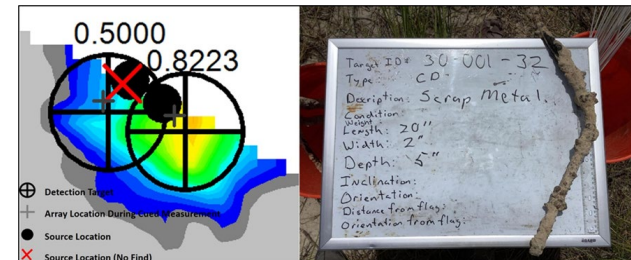 0.5000
0.8223
Detection Target
Array Location During Cued Measurement
Source Location
Source Location (No Find)
Target ID# 30-001-32
Type: CD
Description: Scrap Metal.
Condition:
Weight
Length: 20"
Width: 2"
Depth: 5"
Inclination:
Orientation:
Distance from flag:
Orientation from flag: